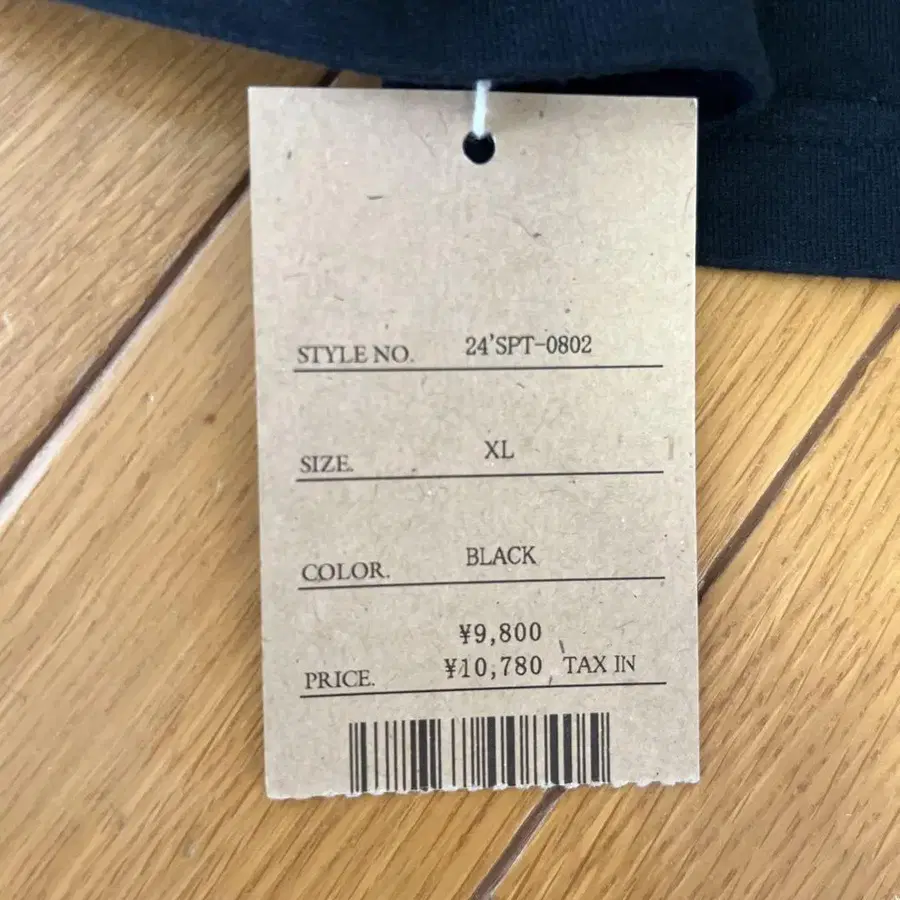 STYLE NO. 24'SPT-0802
SIZE. XL
COLOR. BLACK
¥9,800
PRICE. ¥10,780 TAX IN